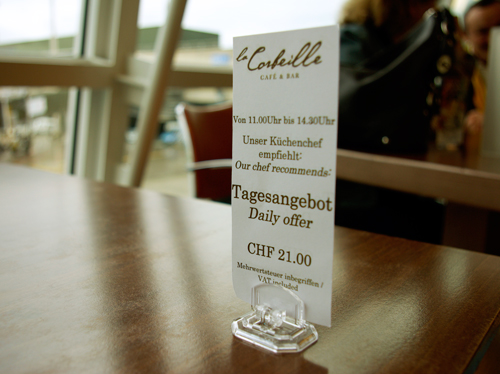 la Corbeille
CAFÉ & BAR
Von 11.00Uhr bis 14.30Uhr
Unser Küchenchef
empfiehlt:
Our chef recommends:
Tagesangebot
Daily offer
CHF 21.00
Mehrwertsteuer inbegriffen /
VAT included